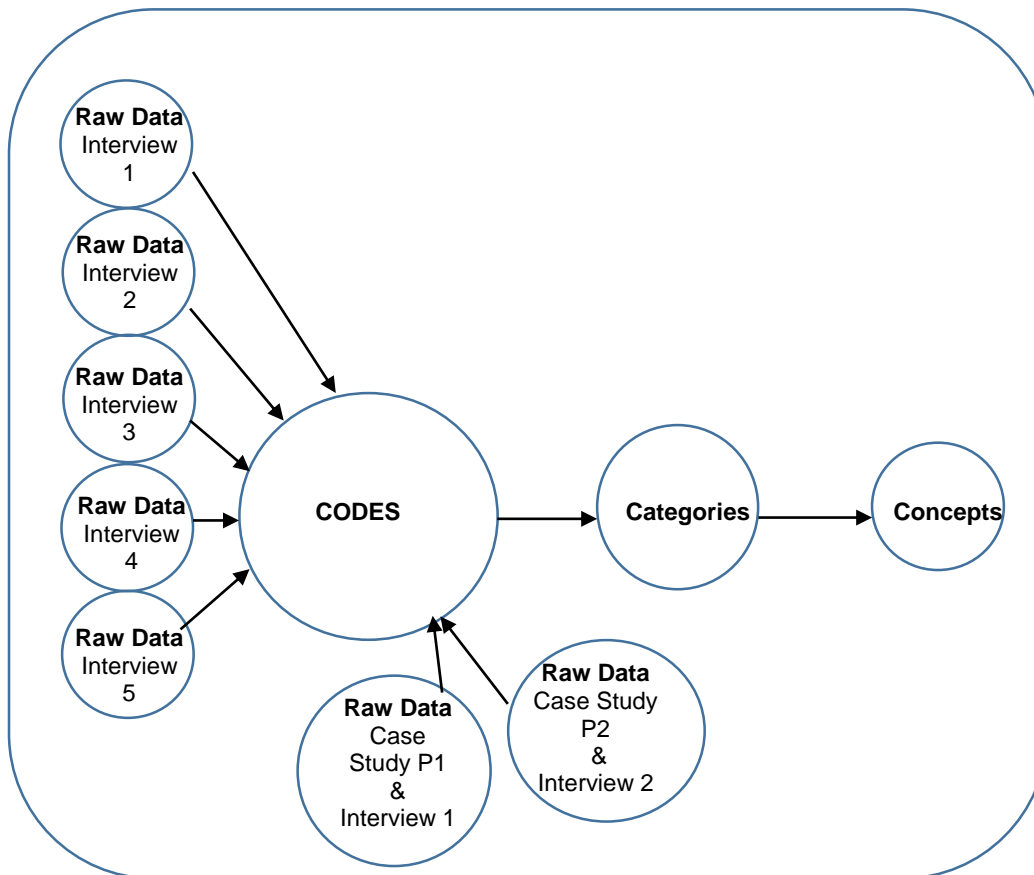 Raw Data
Interview
1
Raw Data
Interview
2
Raw Data
Interview
3
Raw Data
Interview
4
Raw Data
Interview
5
CODES
Categories
Concepts
Raw Data
Case
Study P1
&
Interview 1
Raw Data
Case Study
P2
&
Interview 2